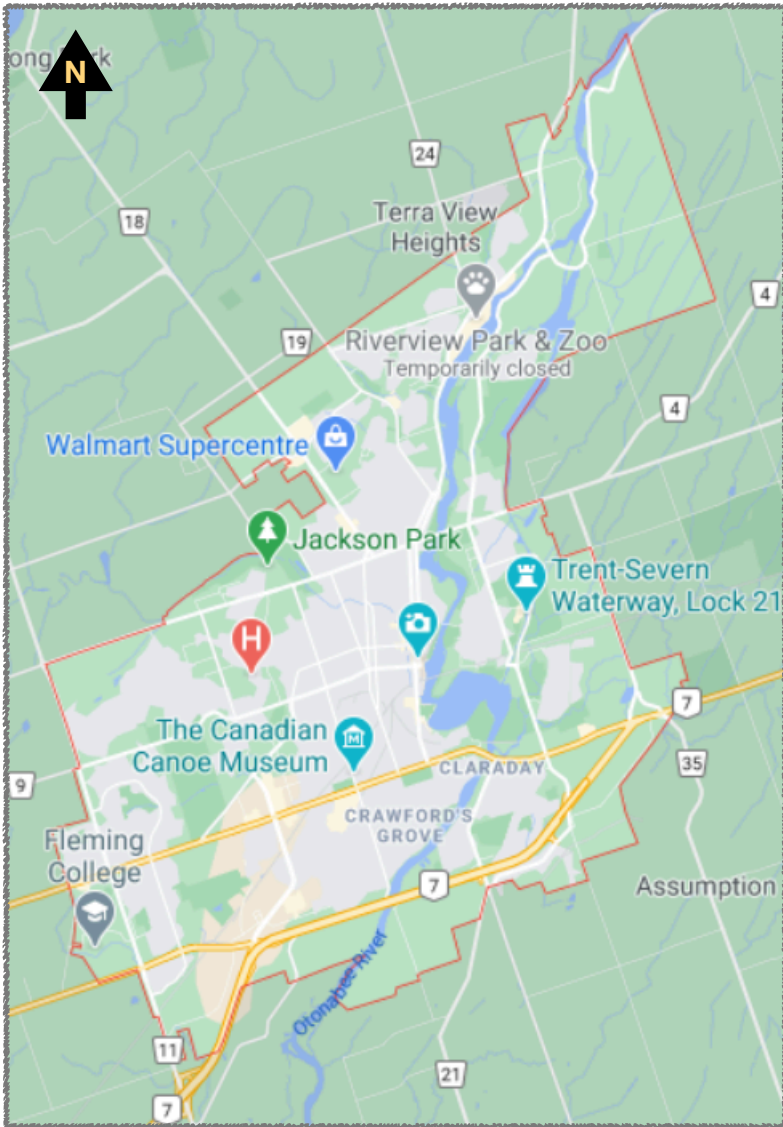 ong Park
N
24
Terra View
Heights
18
4
19
Riverview Park & Zoo
Temporarily closed
4
Walmart Supercentre
Jackson Park
Trent-Severn
Waterway, Lock 21
H
7
The Canadian
Canoe Museum
M
CLARADAY
35
9
CRAWFORD'S
GROVE
Fleming
College
7
Assumption
Otonabee River
11
21
7